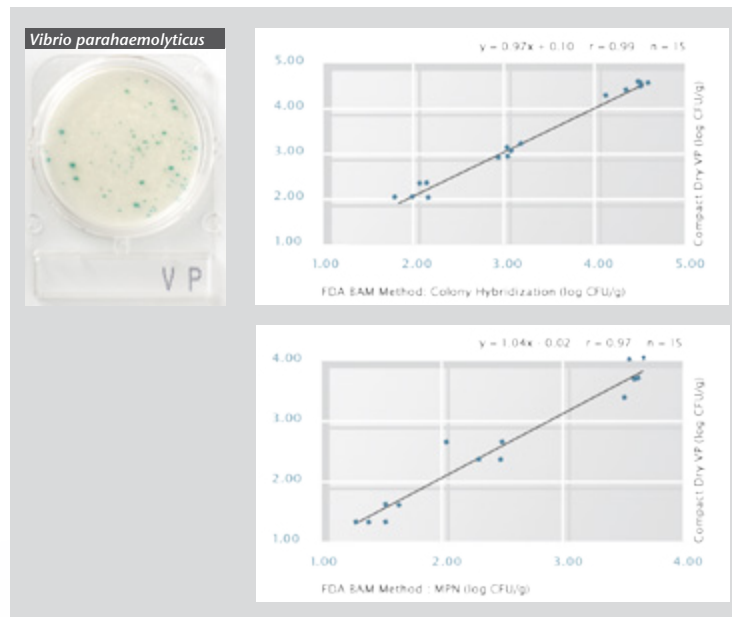 Vibrio parahaemolyticus
V P
y = 0.97x + 0.10 r = 0.99 n = 15
5.00
4.00
3.00
2.00
1.00
1.00 2.00 3.00 4.00 5.00
Compact Dry VP (log CFU/g)
FDA BAM Method: Colony Hybridization (log CFU/g)
y = 1.04x - 0.02 r = 0.97 n = 15
4.00
3.00
2.00
1.00
1.00 2.00 3.00 4.00
Compact Dry VP (log CFU/g)
FDA BAM Method : MPN (log CFU/g)